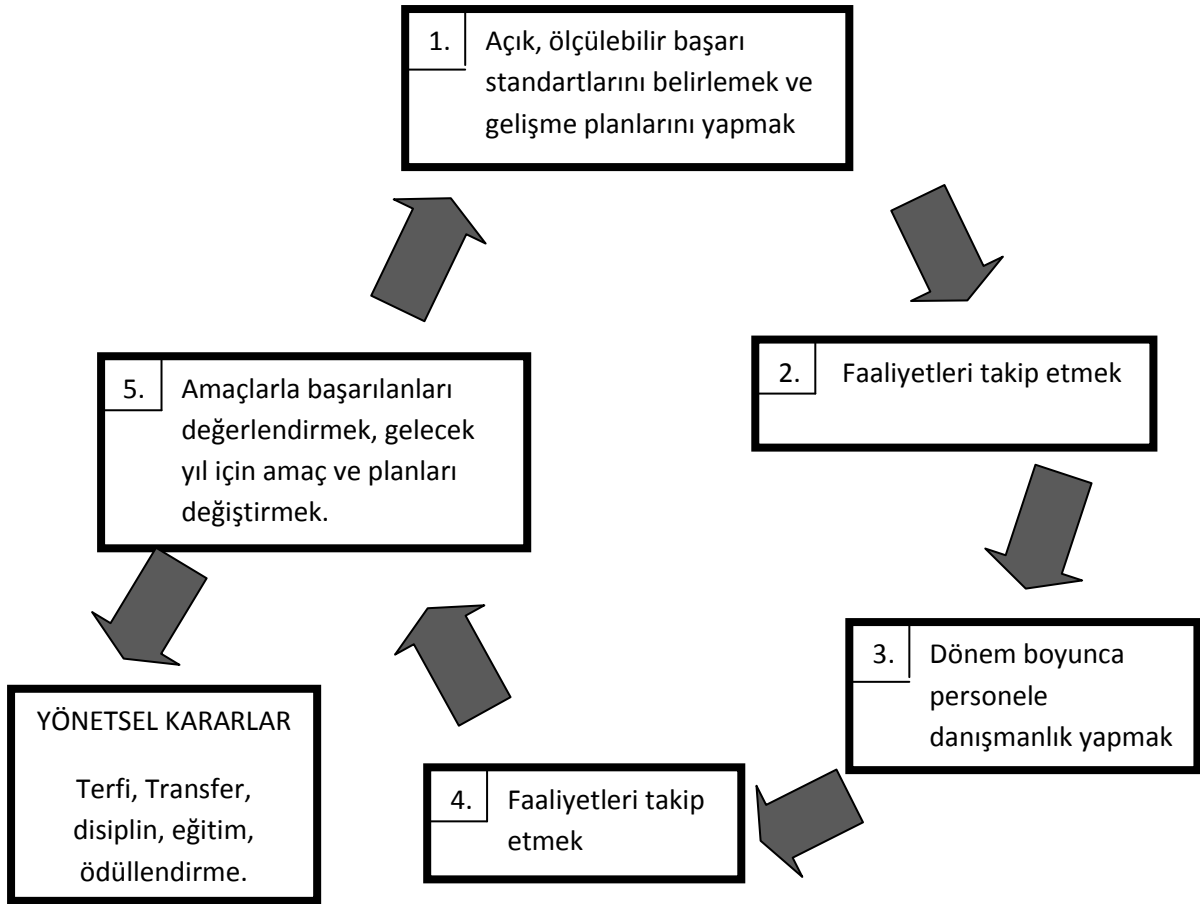 1. Açık, ölçülebilir başarı
standartlarını belirlemek ve
gelişme planlarını yapmak
2. Faaliyetleri takip etmek
3. Dönem boyunca
personele
danışmanlık yapmak
4. Faaliyetleri takip
etmek
5. Amaçlarla başarılanları
değerlendirmek, gelecek
yıl için amaç ve planları
değiştirmek.
YÖNETSEL KARARLAR
Terfi, Transfer,
disiplin, eğitim,
ödüllendirme.